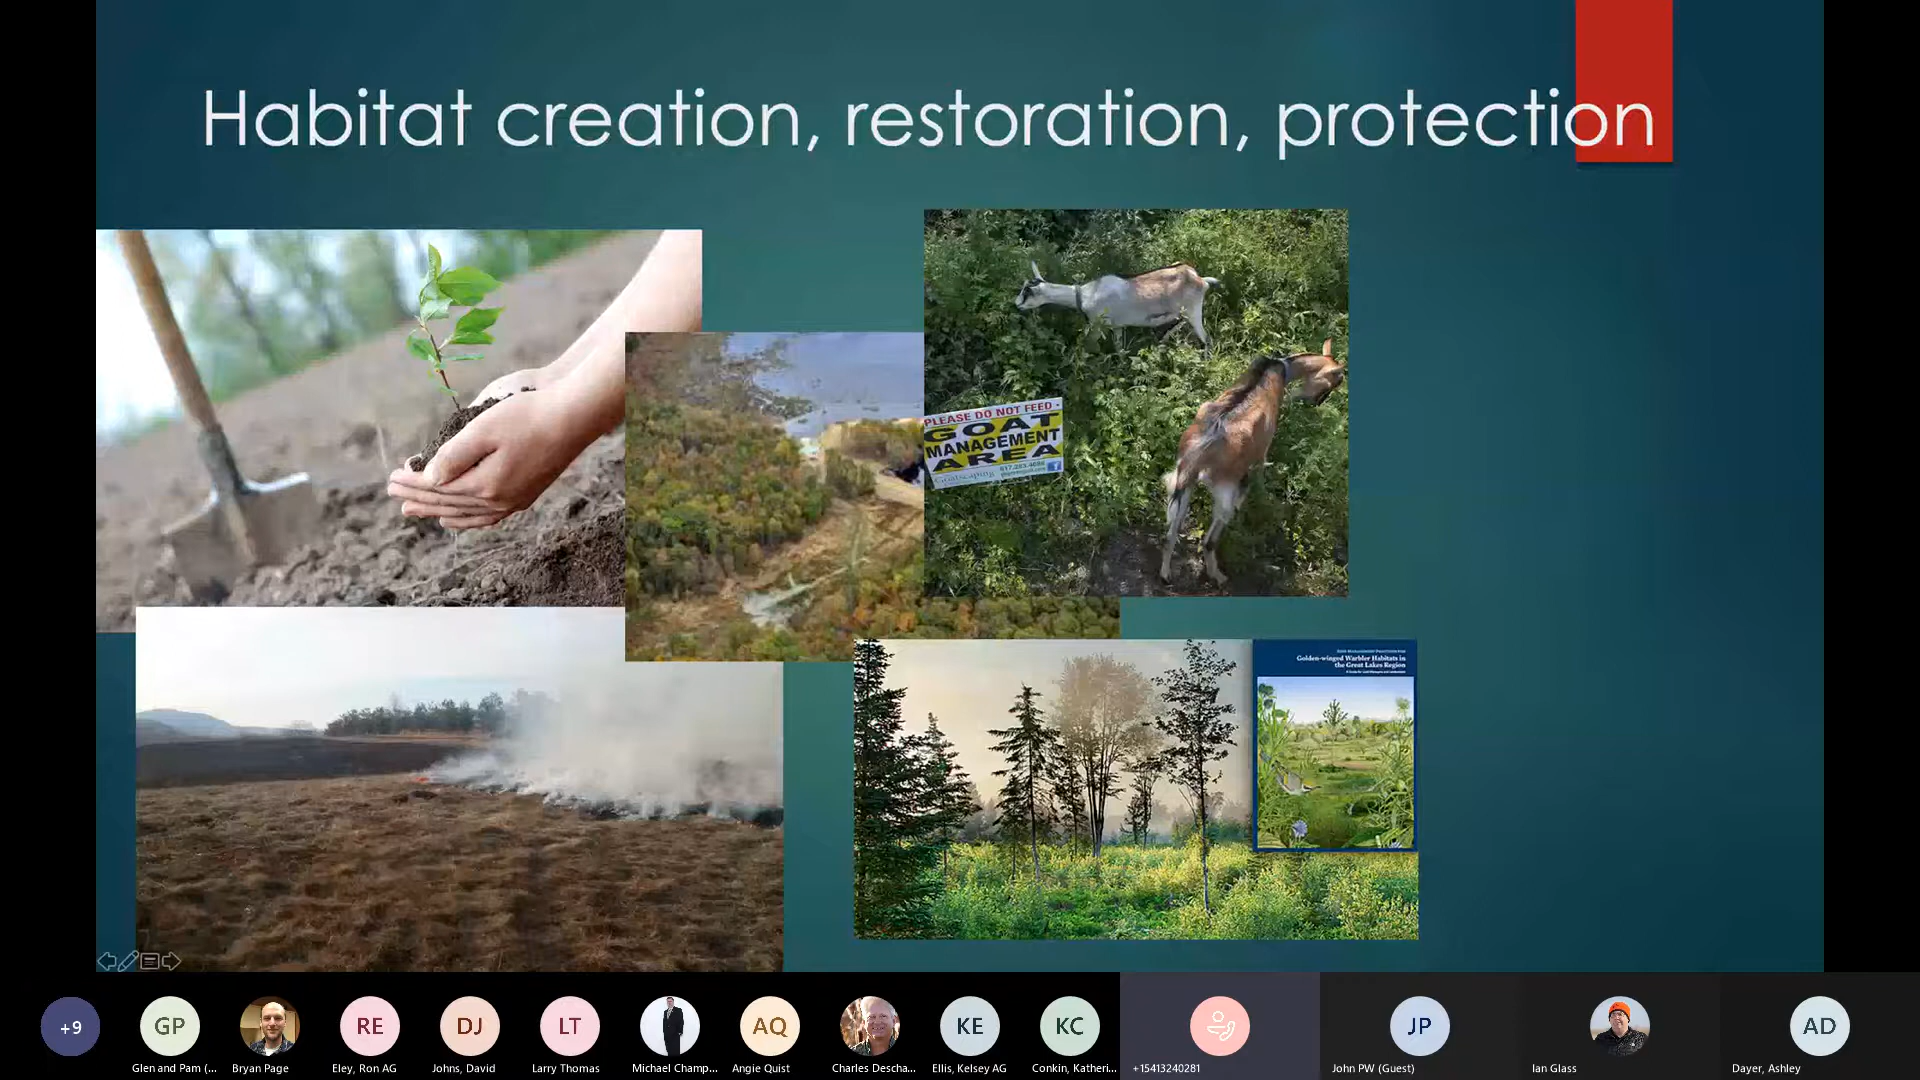 Habitat creation, restoration, protection
PLEASE DO NOT FEED -
GOAT
MANAGEMENT
AREA
Goatscaping
Golden-winged Warbler Habitats in
the Great Lakes Region
+9
GP
RE
DJ
LT
AQ
KE
KC
JP
AD
Glen and Pam (...
Bryan Page
Eley, Ron AG
Johns, David
Larry Thomas
Michael Champ...
Angie Quist
Charles Descha...
Ellis, Kelsey AG
Conkin, Katheri...
+15413240281
John PW (Guest)
Ian Glass
Dayer, Ashley